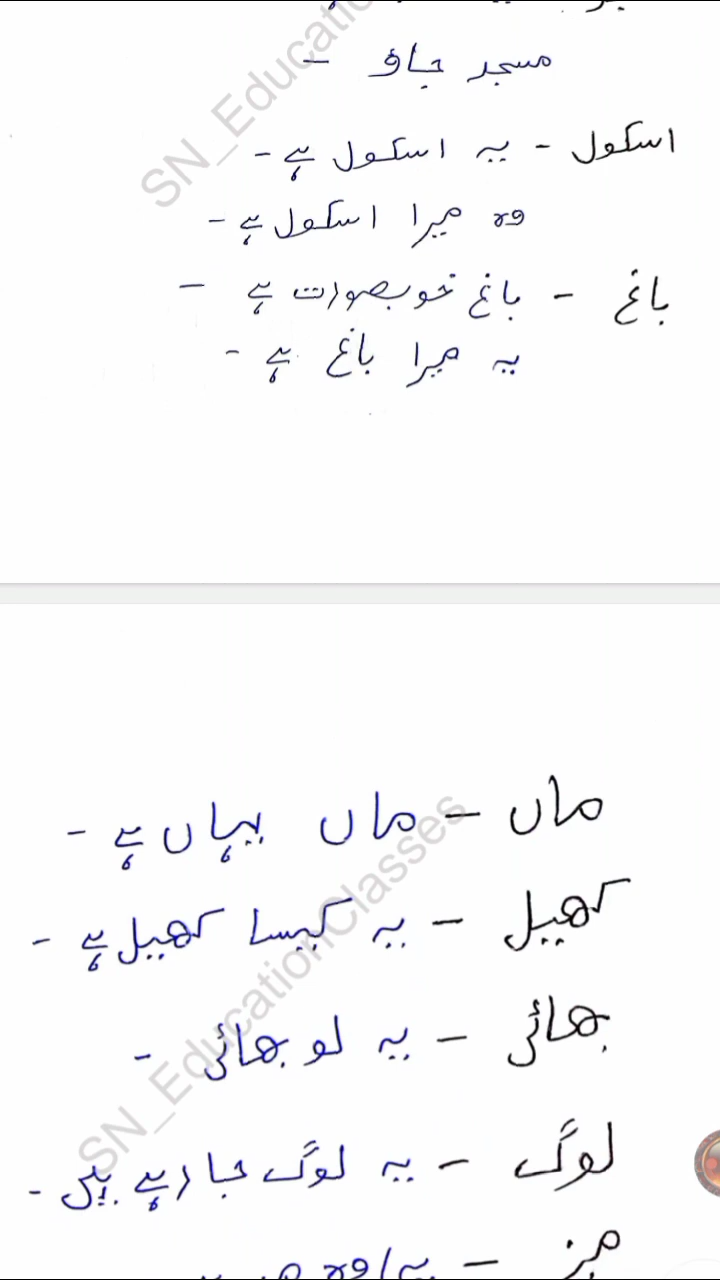 مسجد جاؤ -
اسکول - یہ اسکول ہے -
وہ میرا اسکول ہے -
باغ - باغ خوبصورت ہے -
یہ میرا باغ ہے -
SN_Educatio
ماں - ماں یہاں ہے -
کھیل - یہ کیسا کھیل ہے -
بھائی - یہ لو بھائی -
لوگ - یہ لوگ جا رہے ہیں -
میز -
SN_EducationClasses